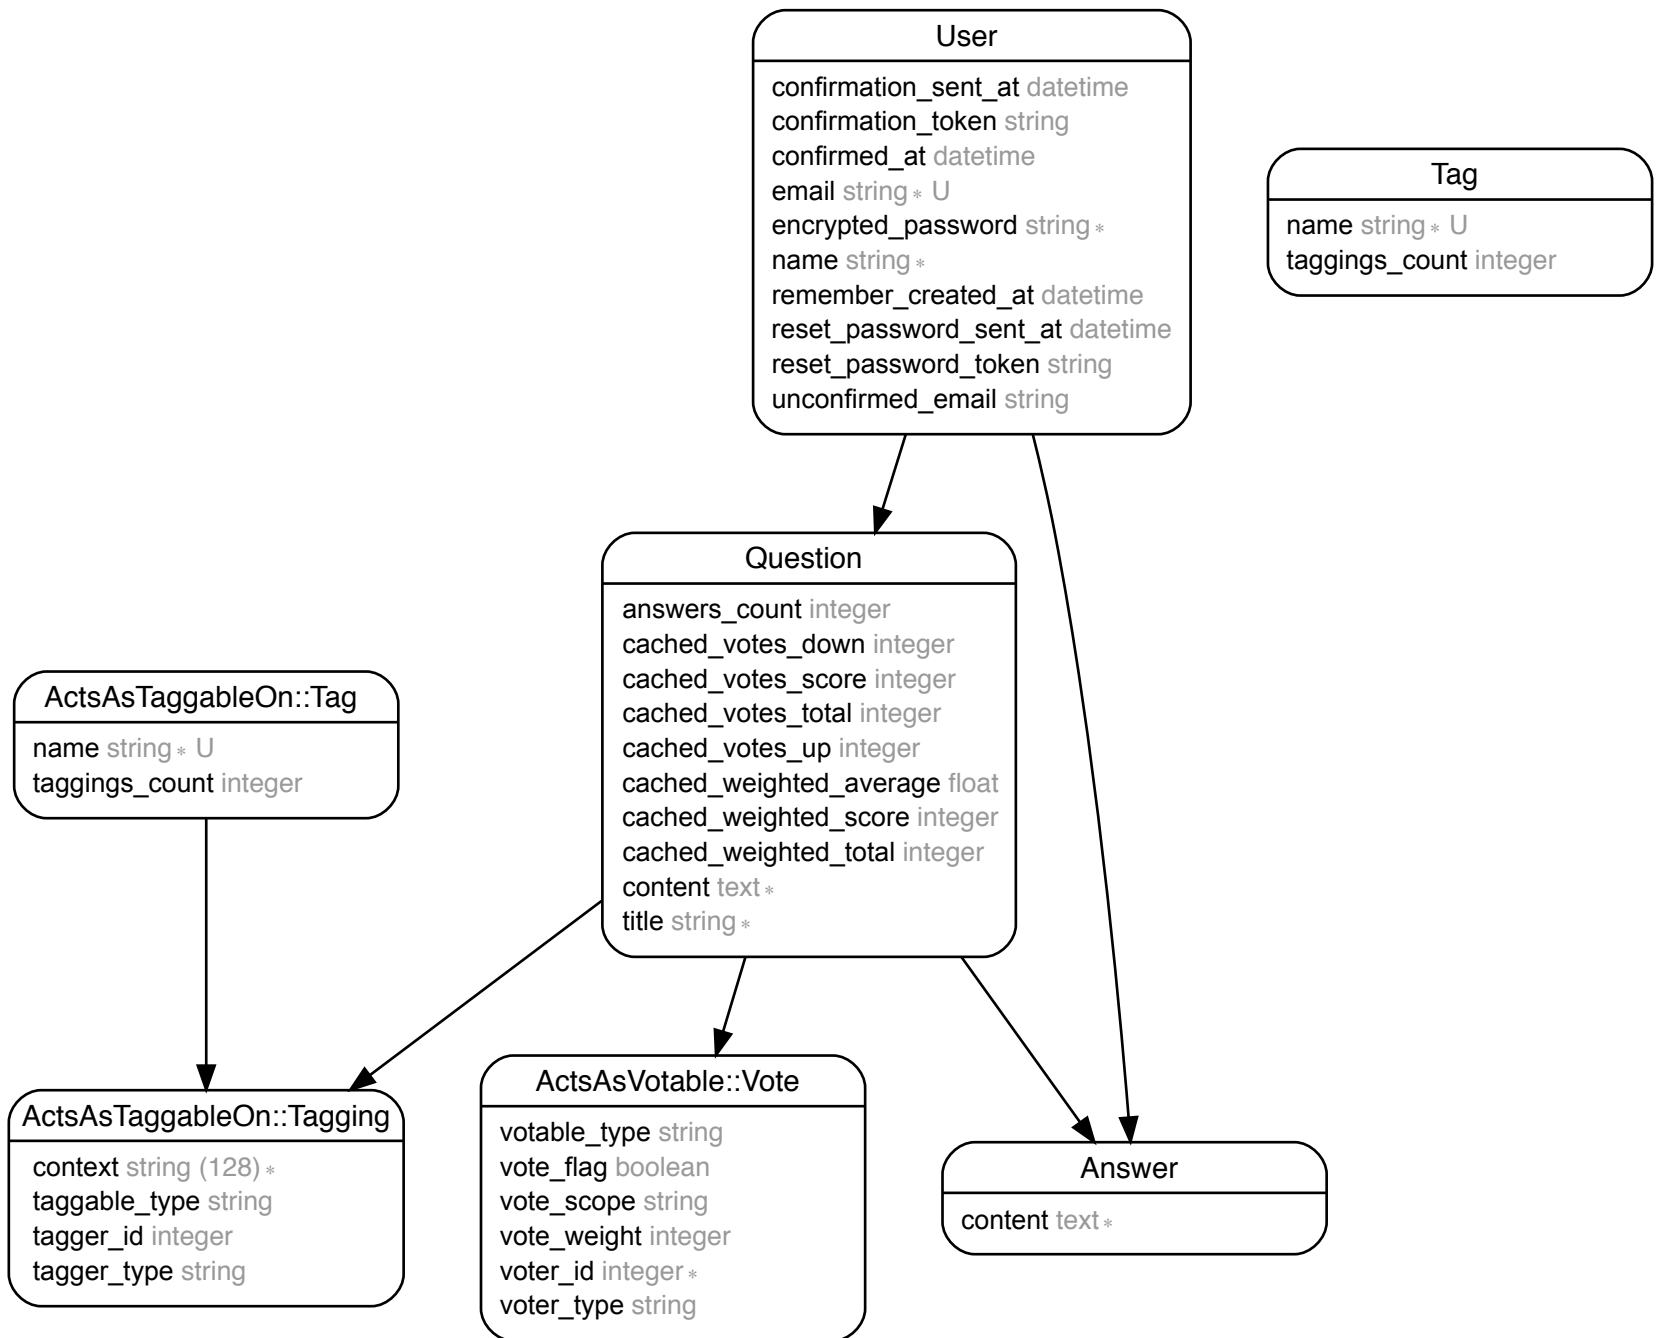 User
confirmation_sent_at datetime
confirmation_token string
confirmed_at datetime
email string∗ U
encrypted_password string∗
name string∗
remember_created_at datetime
reset_password_sent_at datetime
reset_password_token string
unconfirmed_email string
Tag
name string∗ U
taggings_count integer
Question
answers_count integer
cached_votes_down integer
cached_votes_score integer
cached_votes_total integer
cached_votes_up integer
cached_weighted_average float
cached_weighted_score integer
cached_weighted_total integer
content text∗
title string∗
ActsAsTaggableOn::Tag
name string∗ U
taggings_count integer
ActsAsTaggableOn::Tagging
context string (128)∗
taggable_type string
tagger_id integer
tagger_type string
ActsAsVotable::Vote
votable_type string
vote_flag boolean
vote_scope string
vote_weight integer
voter_id integer∗
voter_type string
Answer
content text∗